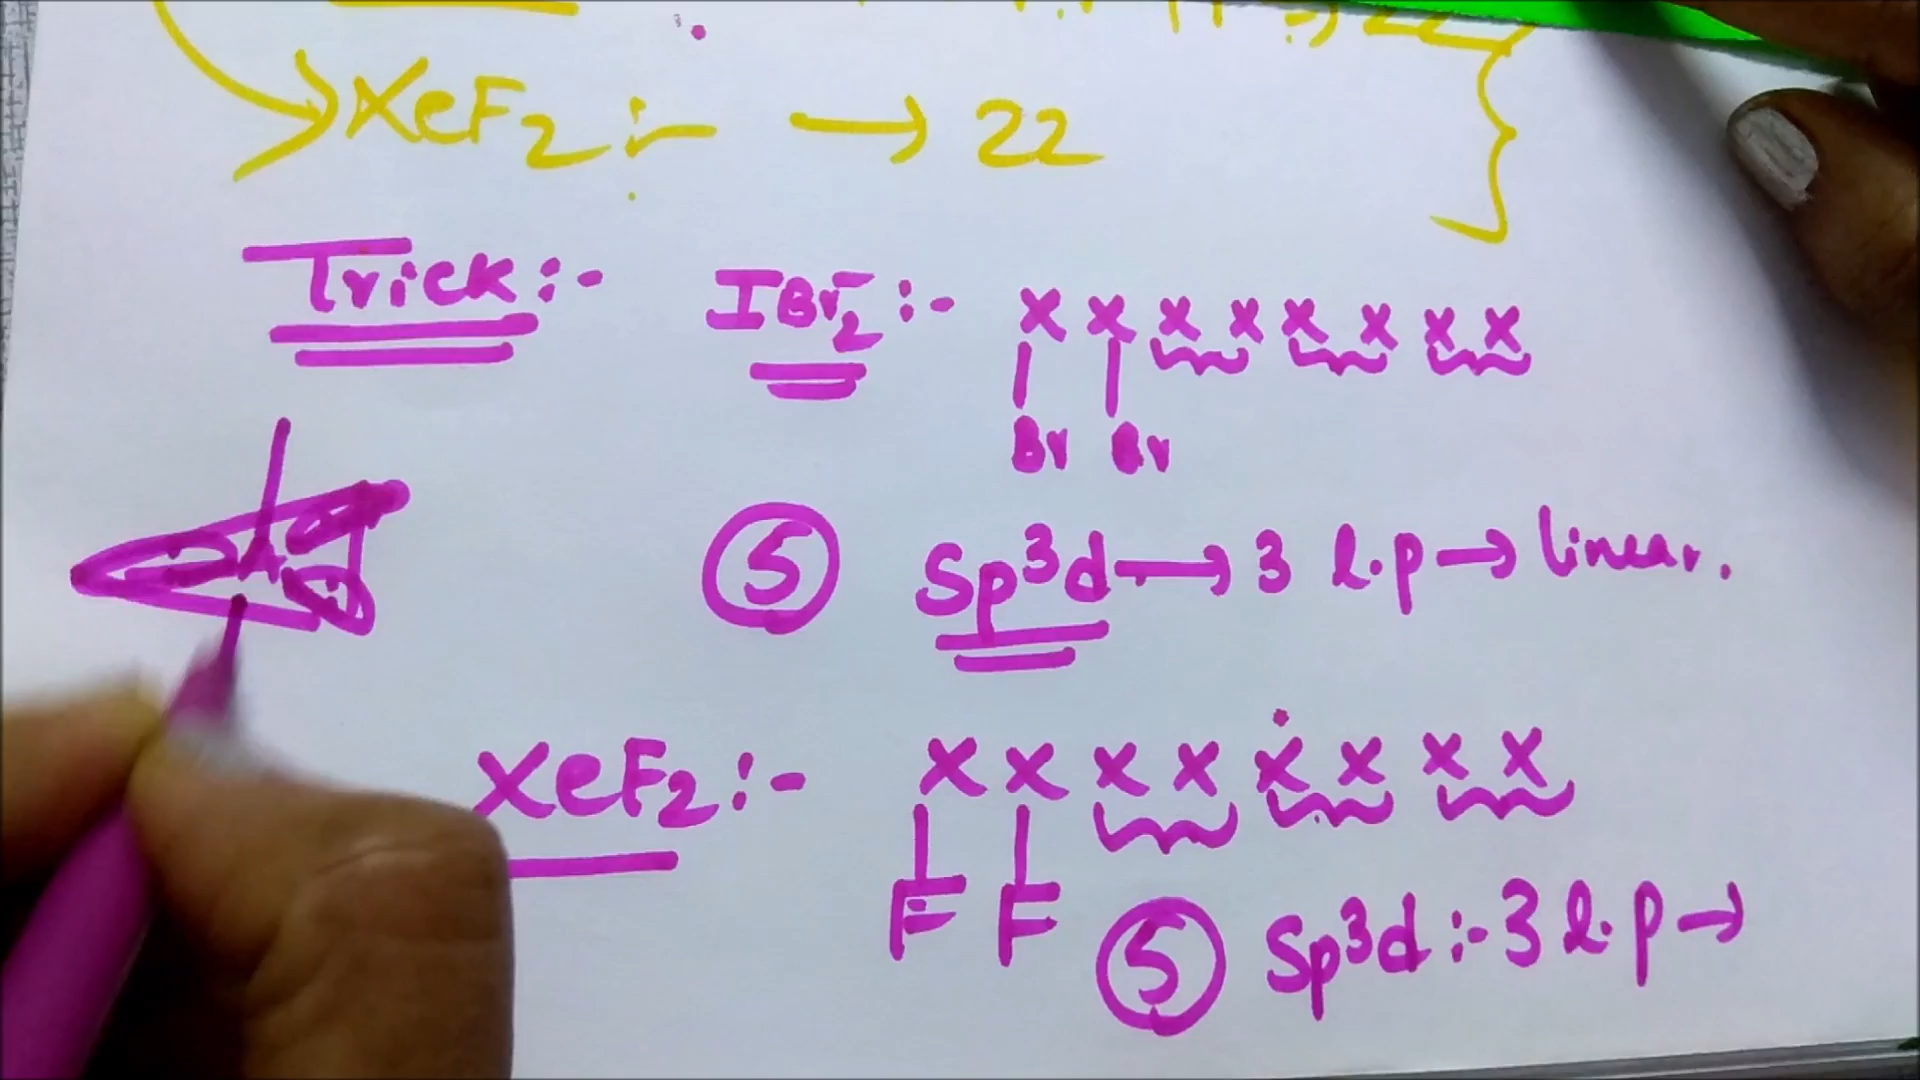 XeF2 :- → 22
Trick :- IBr2⁻ :- x x x x x x x x
Br Br
5 Sp³d → 3 l.p → linear.
XeF2 :- x x x x x x x x
F F
5 Sp³d :- 3 l.p →